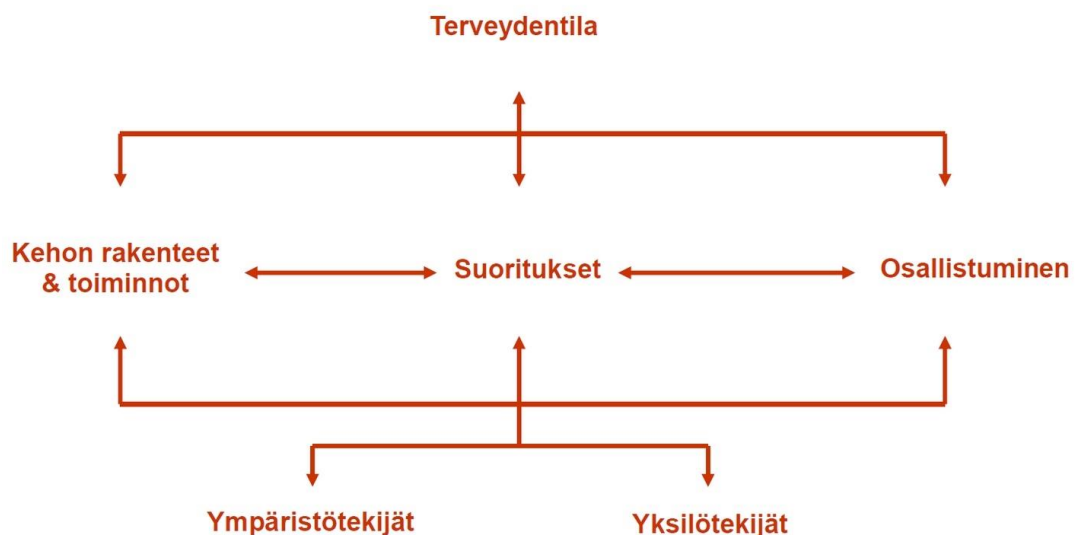 Terveydentila
Kehon rakenteet
& toiminnot
Suoritukset
Osallistuminen
Ympäristötekijät
Yksilötekijät